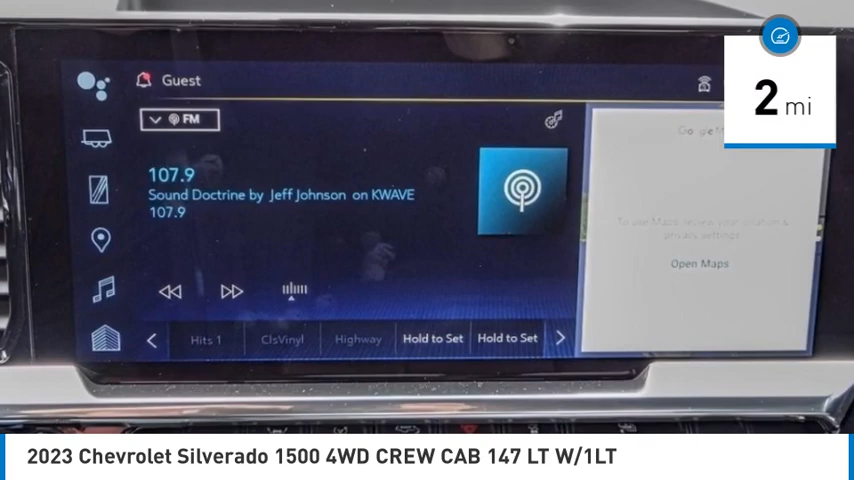 Guest
2 mi
FM
107.9
Sound Doctrine by Jeff Johnson on KWAVE
107.9
Open Maps
Hits 1 ClsVinyl Highway Hold to Set Hold to Set
2023 Chevrolet Silverado 1500 4WD CREW CAB 147 LT W/1LT